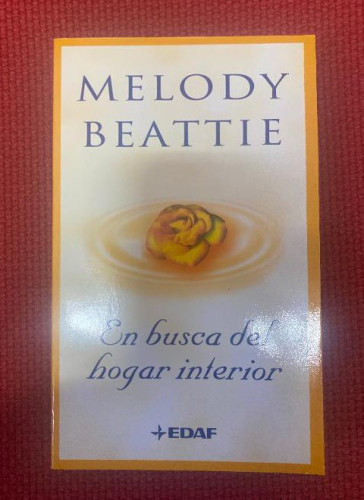 MELODY
BEATTIE
En busca del
hogar interior
EDAF